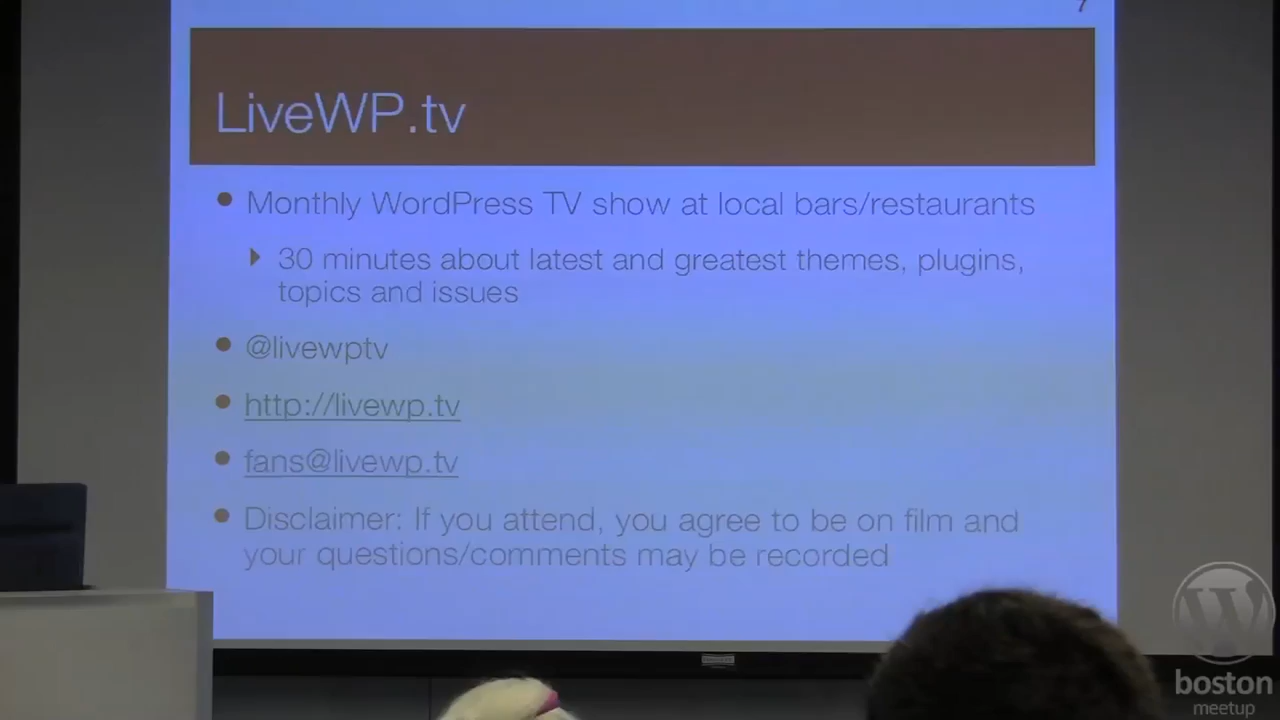 7
LiveWP.tv
Monthly WordPress TV show at local bars/restaurants
30 minutes about latest and greatest themes, plugins,
topics and issues
@livewptv
http://livewp.tv
fans@livewp.tv
Disclaimer: If you attend, you agree to be on film and
your questions/comments may be recorded
W
boston
meetup